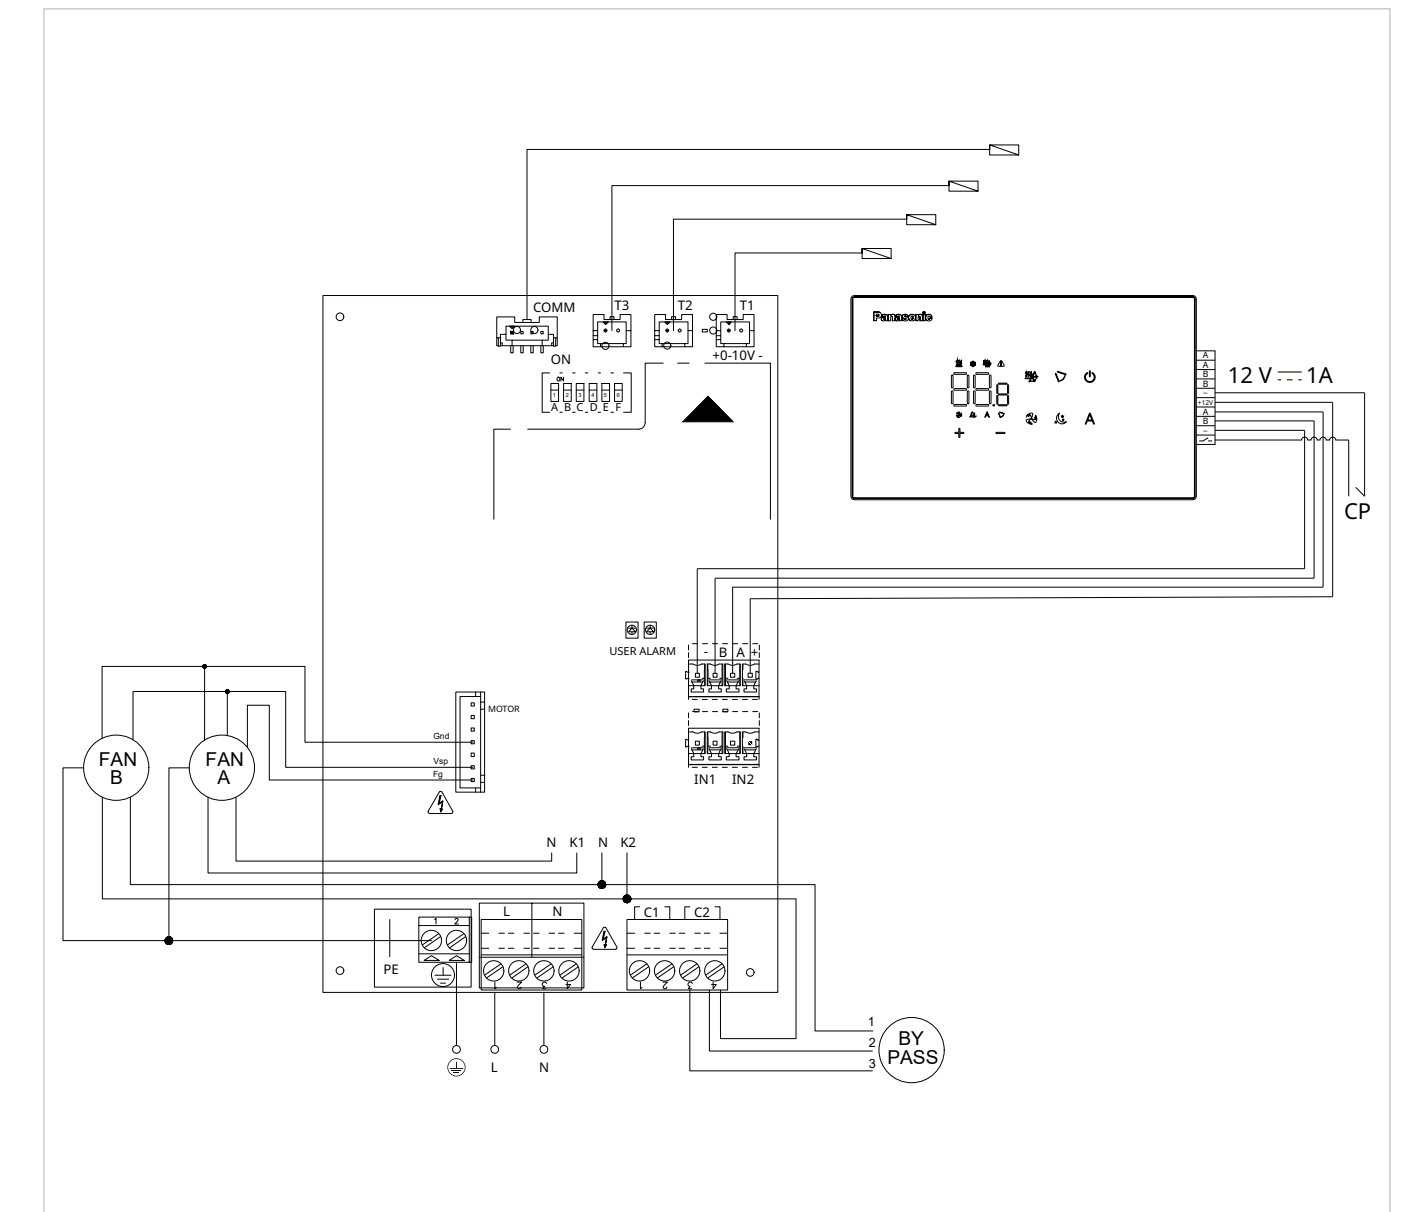 COMM
T3
T2
T1
+0-10V -
ON
ON
1 2 3 4 5 6
A B C D E F
Panasonic
88.8
A
A
+ −
A
A
B
B
-
+12V
A
B
-
12 V 1A
CP
USER ALARM
- B A +
IN1 IN2
MOTOR
Gnd
Vsp
Fg
FAN
B
FAN
A
N K1 N K2
L N
C1 C2
1 2
PE
1 2 3 4
1 2 3 4
L
N
1
2
3
BY
PASS